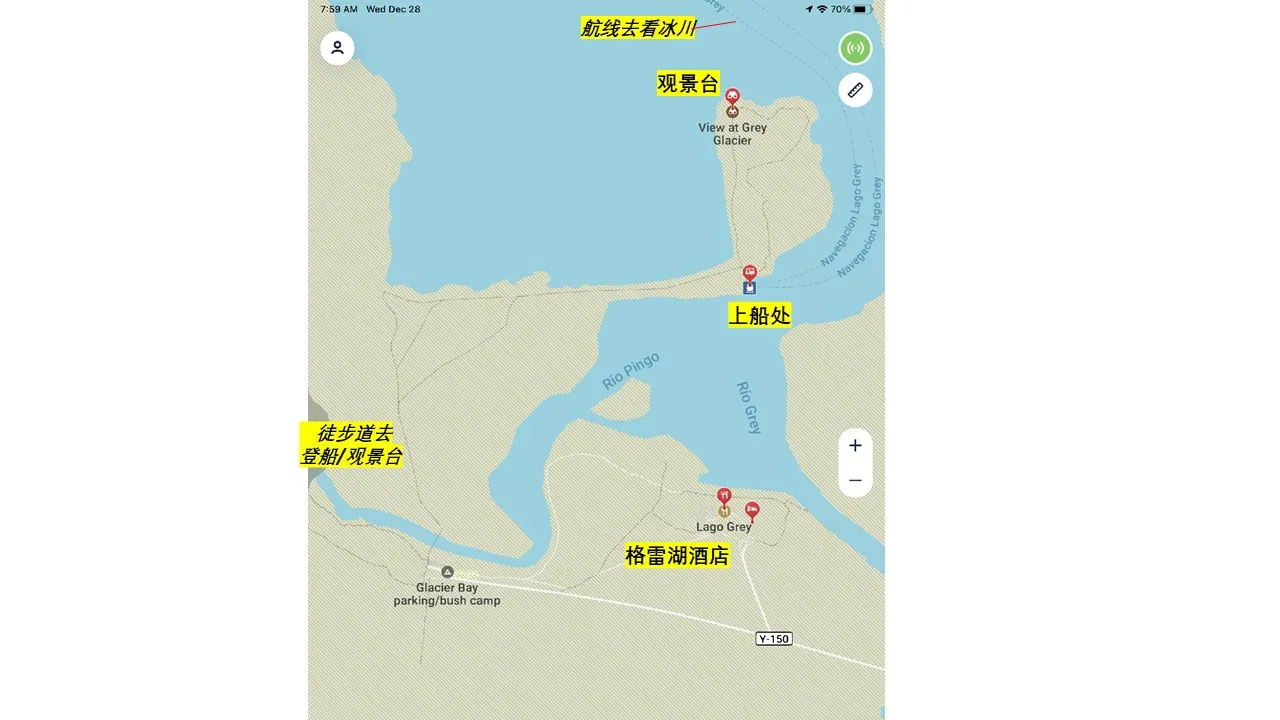 7:59 AM Wed Dec 28
70%
航线去看冰川
观景台
View at Grey
Glacier
Navegacion Lago Grey
Navegacion Lago Grey
上船处
Río Pingo
Río Grey
徒步道去
登船/观景台
Lago Grey
格雷湖酒店
Glacier Bay
parking/bush camp
Y-150